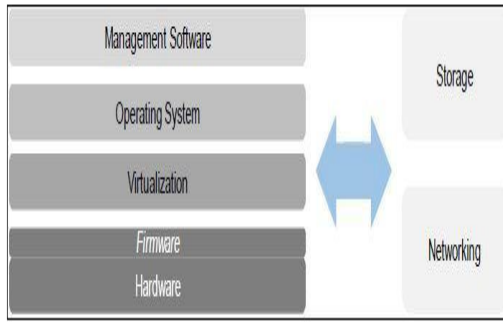 Management Software
Operating System
Virtualization
Firmware
Hardware
Storage
Networking